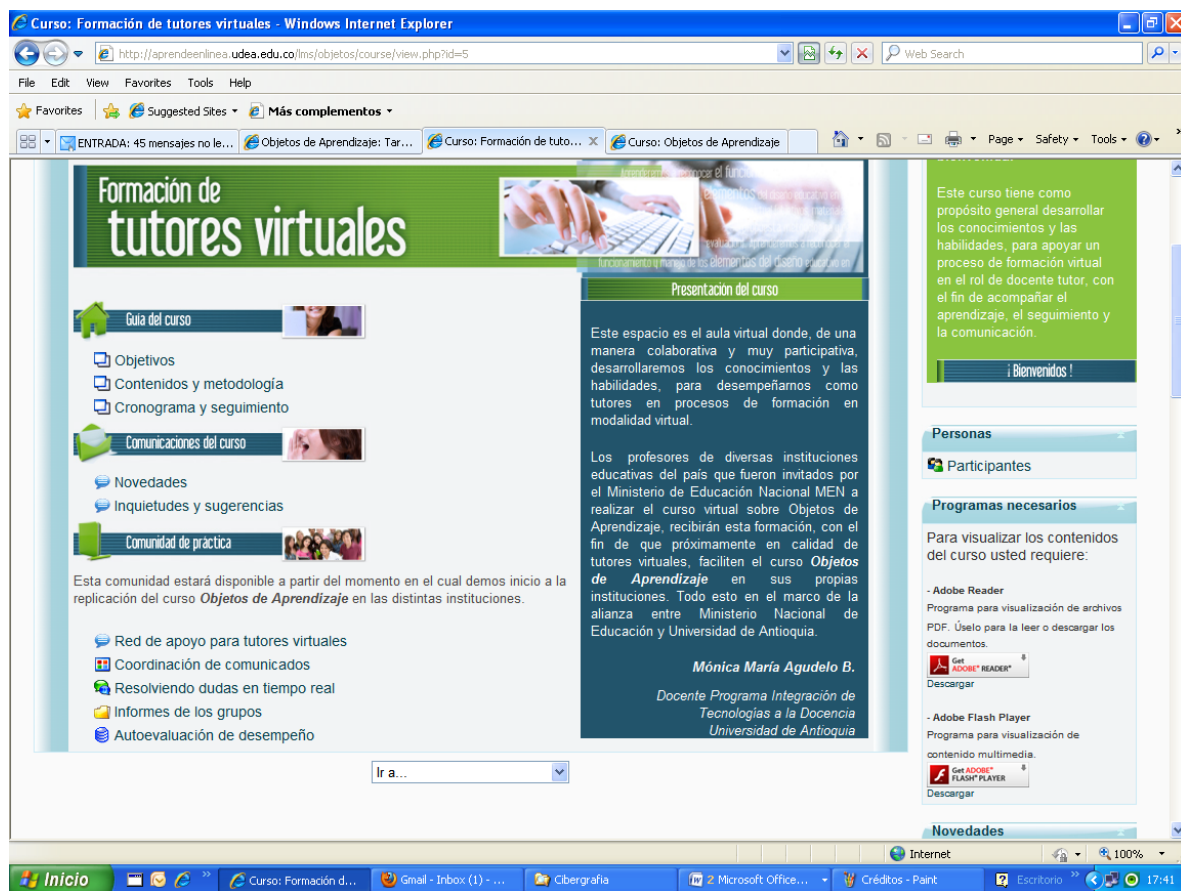 Curso: Formación de tutores virtuales - Windows Internet Explorer
http://aprendeenlinea.udea.edu.co/lms/objetos/course/view.php?id=5
Web Search
File Edit View Favorites Tools Help
Favorites Suggested Sites Más complementos
ENTRADA: 45 mensajes no le... Objetos de Aprendizaje: Tar... Curso: Formación de tuto... X Curso: Objetos de Aprendizaje Page Safety Tools »
Formación de
tutores virtuales
Guía del curso
Objetivos
Contenidos y metodología
Cronograma y seguimiento
Comunicaciones del curso
Novedades
Inquietudes y sugerencias
Comunidad de práctica
Esta comunidad estará disponible a partir del momento en el cual demos inicio a la
replicación del curso Objetos de Aprendizaje en las distintas instituciones.
Red de apoyo para tutores virtuales
Coordinación de comunicados
Resolviendo dudas en tiempo real
Informes de los grupos
Autoevaluación de desempeño
Ir a...
Presentación del curso
Este espacio es el aula virtual donde, de una
manera colaborativa y muy participativa,
desarrollaremos los conocimientos y las
habilidades, para desempeñarnos como
tutores en procesos de formación en
modalidad virtual.
Los profesores de diversas instituciones
educativas del país que fueron invitados por
el Ministerio de Educación Nacional MEN a
realizar el curso virtual sobre Objetos de
Aprendizaje, recibirán esta formación, con el
fin de que próximamente en calidad de
tutores virtuales, faciliten el curso Objetos
de Aprendizaje en sus propias
instituciones. Todo esto en el marco de la
alianza entre Ministerio Nacional de
Educación y Universidad de Antioquia.
Mónica María Agudelo B.
Docente Programa Integración de
Tecnologías a la Docencia
Universidad de Antioquia
Este curso tiene como
propósito general desarrollar
los conocimientos y las
habilidades, para apoyar un
proceso de formación virtual
en el rol de docente tutor, con
el fin de acompañar el
aprendizaje, el seguimiento y
la comunicación.
¡ Bienvenidos !
Personas
Participantes
Programas necesarios
Para visualizar los contenidos
del curso usted requiere:
- Adobe Reader
Programa para visualización de archivos
PDF. Úselo para la leer o descargar los
documentos.
Get
ADOBE® READER®
Descargar
- Adobe Flash Player
Programa para visualización de
contenido multimedia.
Get ADOBE®
FLASH® PLAYER
Descargar
Novedades
Internet 100%
Inicio » Curso: Formación d... Gmail - Inbox (1) - ... Cibergrafia 2 Microsoft Office... Créditos - Paint Escritorio » 17:41